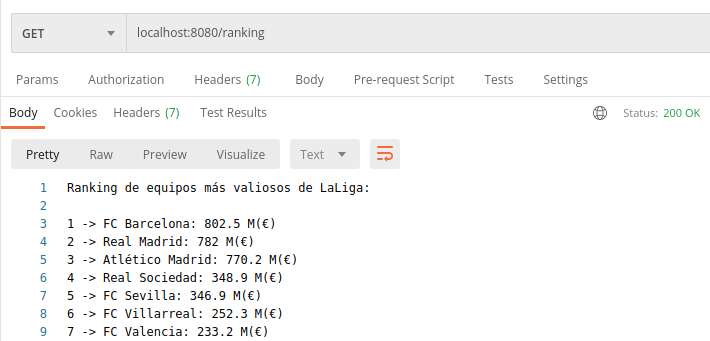 GET localhost:8080/ranking
Params Authorization Headers (7) Body Pre-request Script Tests Settings
Body Cookies Headers (7) Test Results Status: 200 OK
Pretty Raw Preview Visualize Text
1 Ranking de equipos más valiosos de LaLiga:
2
3 1 -> FC Barcelona: 802.5 M(€)
4 2 -> Real Madrid: 782 M(€)
5 3 -> Atlético Madrid: 770.2 M(€)
6 4 -> Real Sociedad: 348.9 M(€)
7 5 -> FC Sevilla: 346.9 M(€)
8 6 -> FC Villarreal: 252.3 M(€)
9 7 -> FC Valencia: 233.2 M(€)